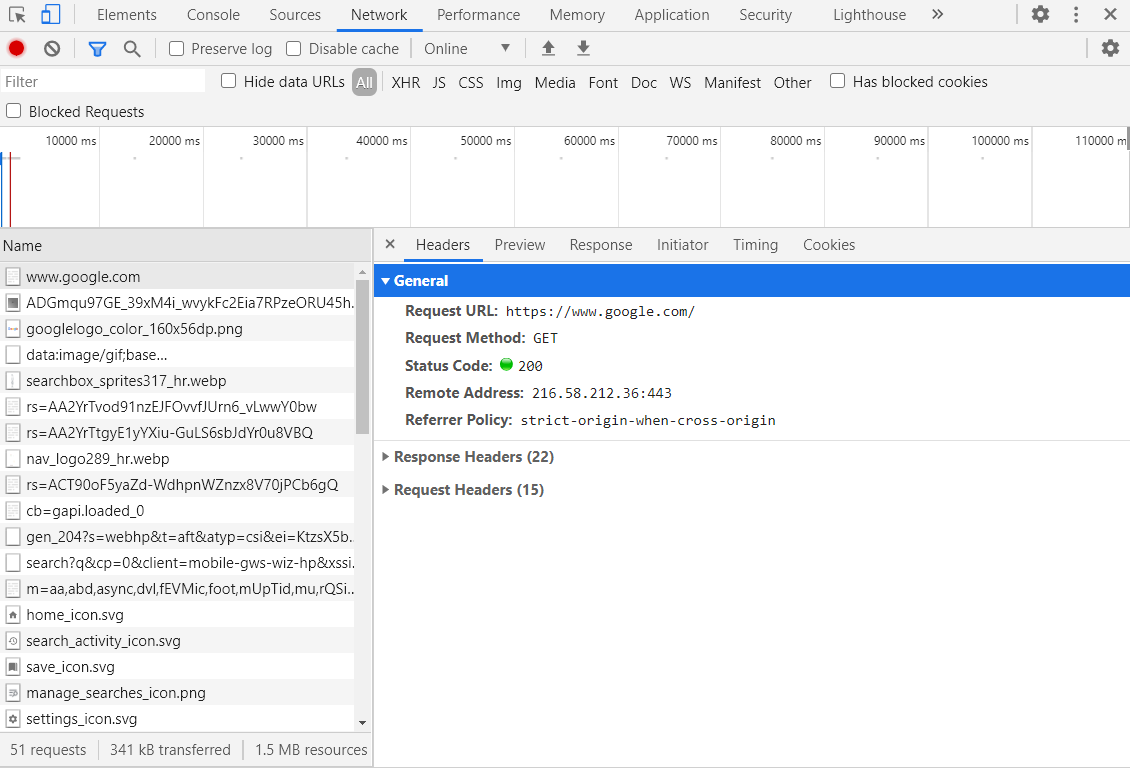 Elements Console Sources Network Performance Memory Application Security Lighthouse
Preserve log Disable cache Online
Filter Hide data URLs All XHR JS CSS Img Media Font Doc WS Manifest Other Has blocked cookies
Blocked Requests
10000 ms 20000 ms 30000 ms 40000 ms 50000 ms 60000 ms 70000 ms 80000 ms 90000 ms 100000 ms 110000 m
Name
www.google.com
ADGmqu97GE_39xM4i_wvykFc2Eia7RPzeORU45h...
googlelogo_color_160x56dp.png
data:image/gif;base...
searchbox_sprites317_hr.webp
rs=AA2YrTvod91nzEJFOvvfJUrn6_vLwwY0bw
rs=AA2YrTtgyE1yYXiu-GuLS6sbJdYr0u8VBQ
nav_logo289_hr.webp
rs=ACT90oF5yaZd-WdhpnWZnzx8V70jPCb6gQ
cb=gapi.loaded_0
gen_204?s=webhp&t=aft&atyp=csi&ei=KtzsX5b...
search?q&cp=0&client=mobile-gws-wiz-hp&xssi...
m=aa,abd,async,dvl,fEVMic,foot,mUpTid,mu,rQSi...
home_icon.svg
search_activity_icon.svg
save_icon.svg
manage_searches_icon.png
settings_icon.svg
51 requests 341 kB transferred 1.5 MB resources
Headers Preview Response Initiator Timing Cookies
General
Request URL: https://www.google.com/
Request Method: GET
Status Code: 200
Remote Address: 216.58.212.36:443
Referrer Policy: strict-origin-when-cross-origin
Response Headers (22)
Request Headers (15)